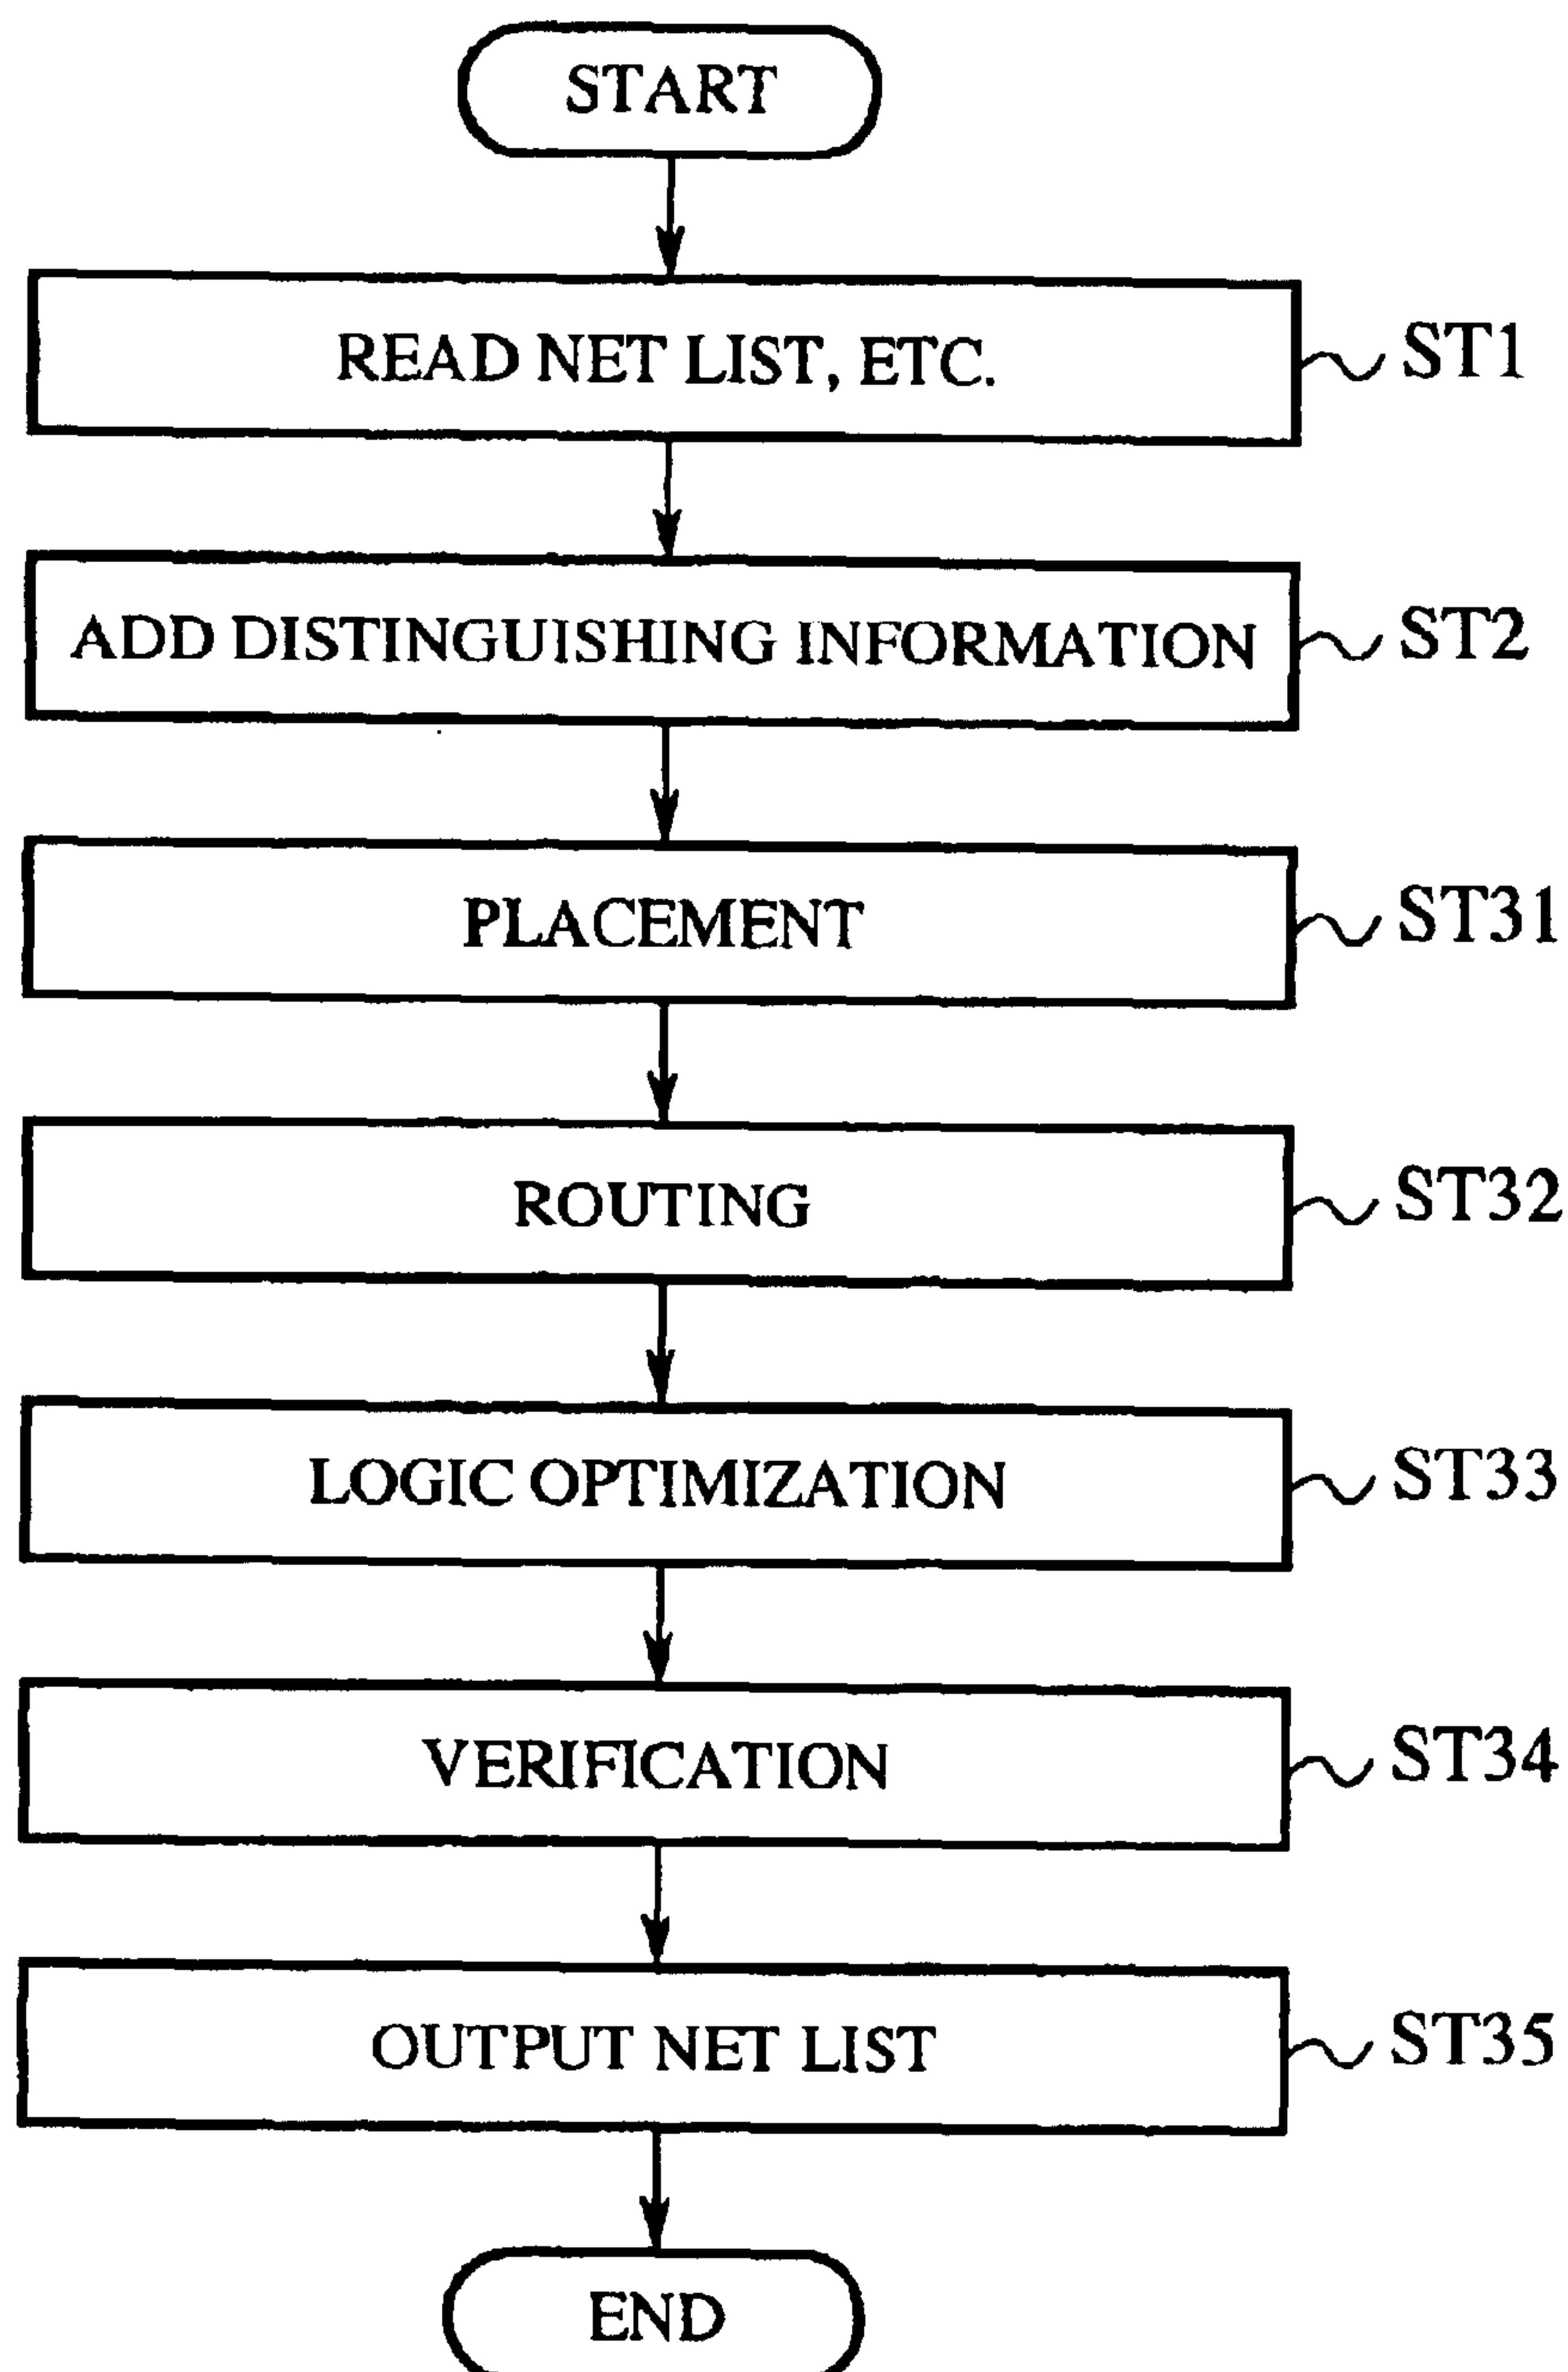 START
READ NET LIST, ETC.
ST1
ADD DISTINGUISHING INFORMATION
ST2
PLACEMENT
ST31
ROUTING
ST32
LOGIC OPTIMIZATION
ST33
VERIFICATION
ST34
OUTPUT NET LIST
ST35
END